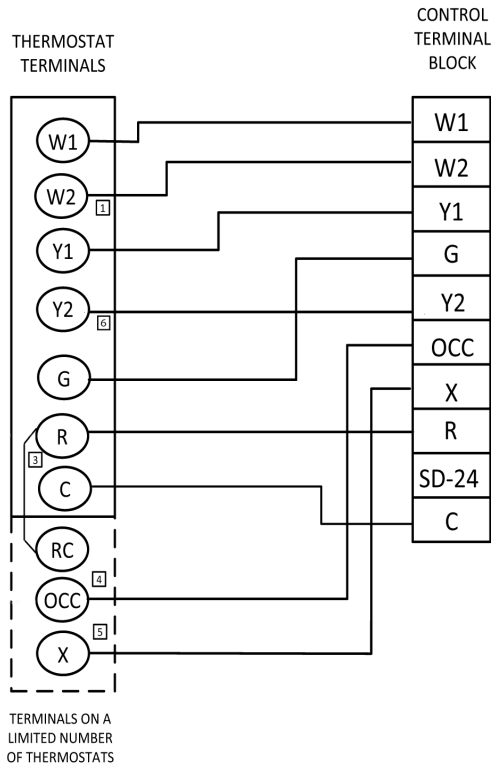 THERMOSTAT
TERMINALS
W1
W2
1
Y1
Y2
6
G
R
3
C
RC
4
OCC
5
X
TERMINALS ON A
LIMITED NUMBER
OF THERMOSTATS
CONTROL
TERMINAL
BLOCK
W1
W2
Y1
G
Y2
OCC
X
R
SD-24
C